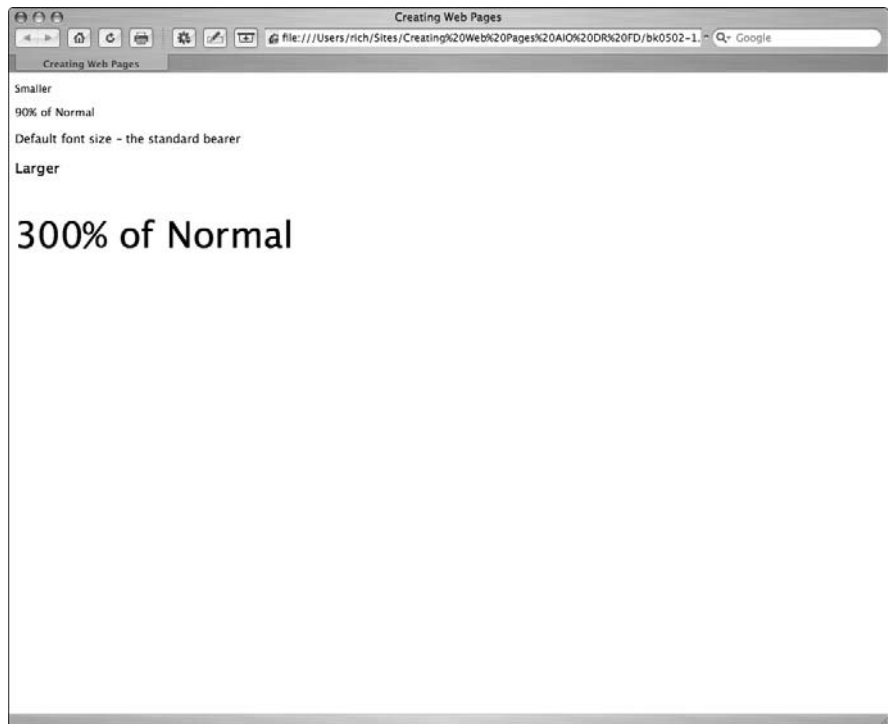 Creating Web Pages
file:///Users/rich/Sites/Creating%20Web%20Pages%20AIO%20DR%20FD/bk0502-1.
Google
Creating Web Pages
Smaller
90% of Normal
Default font size – the standard bearer
Larger
300% of Normal